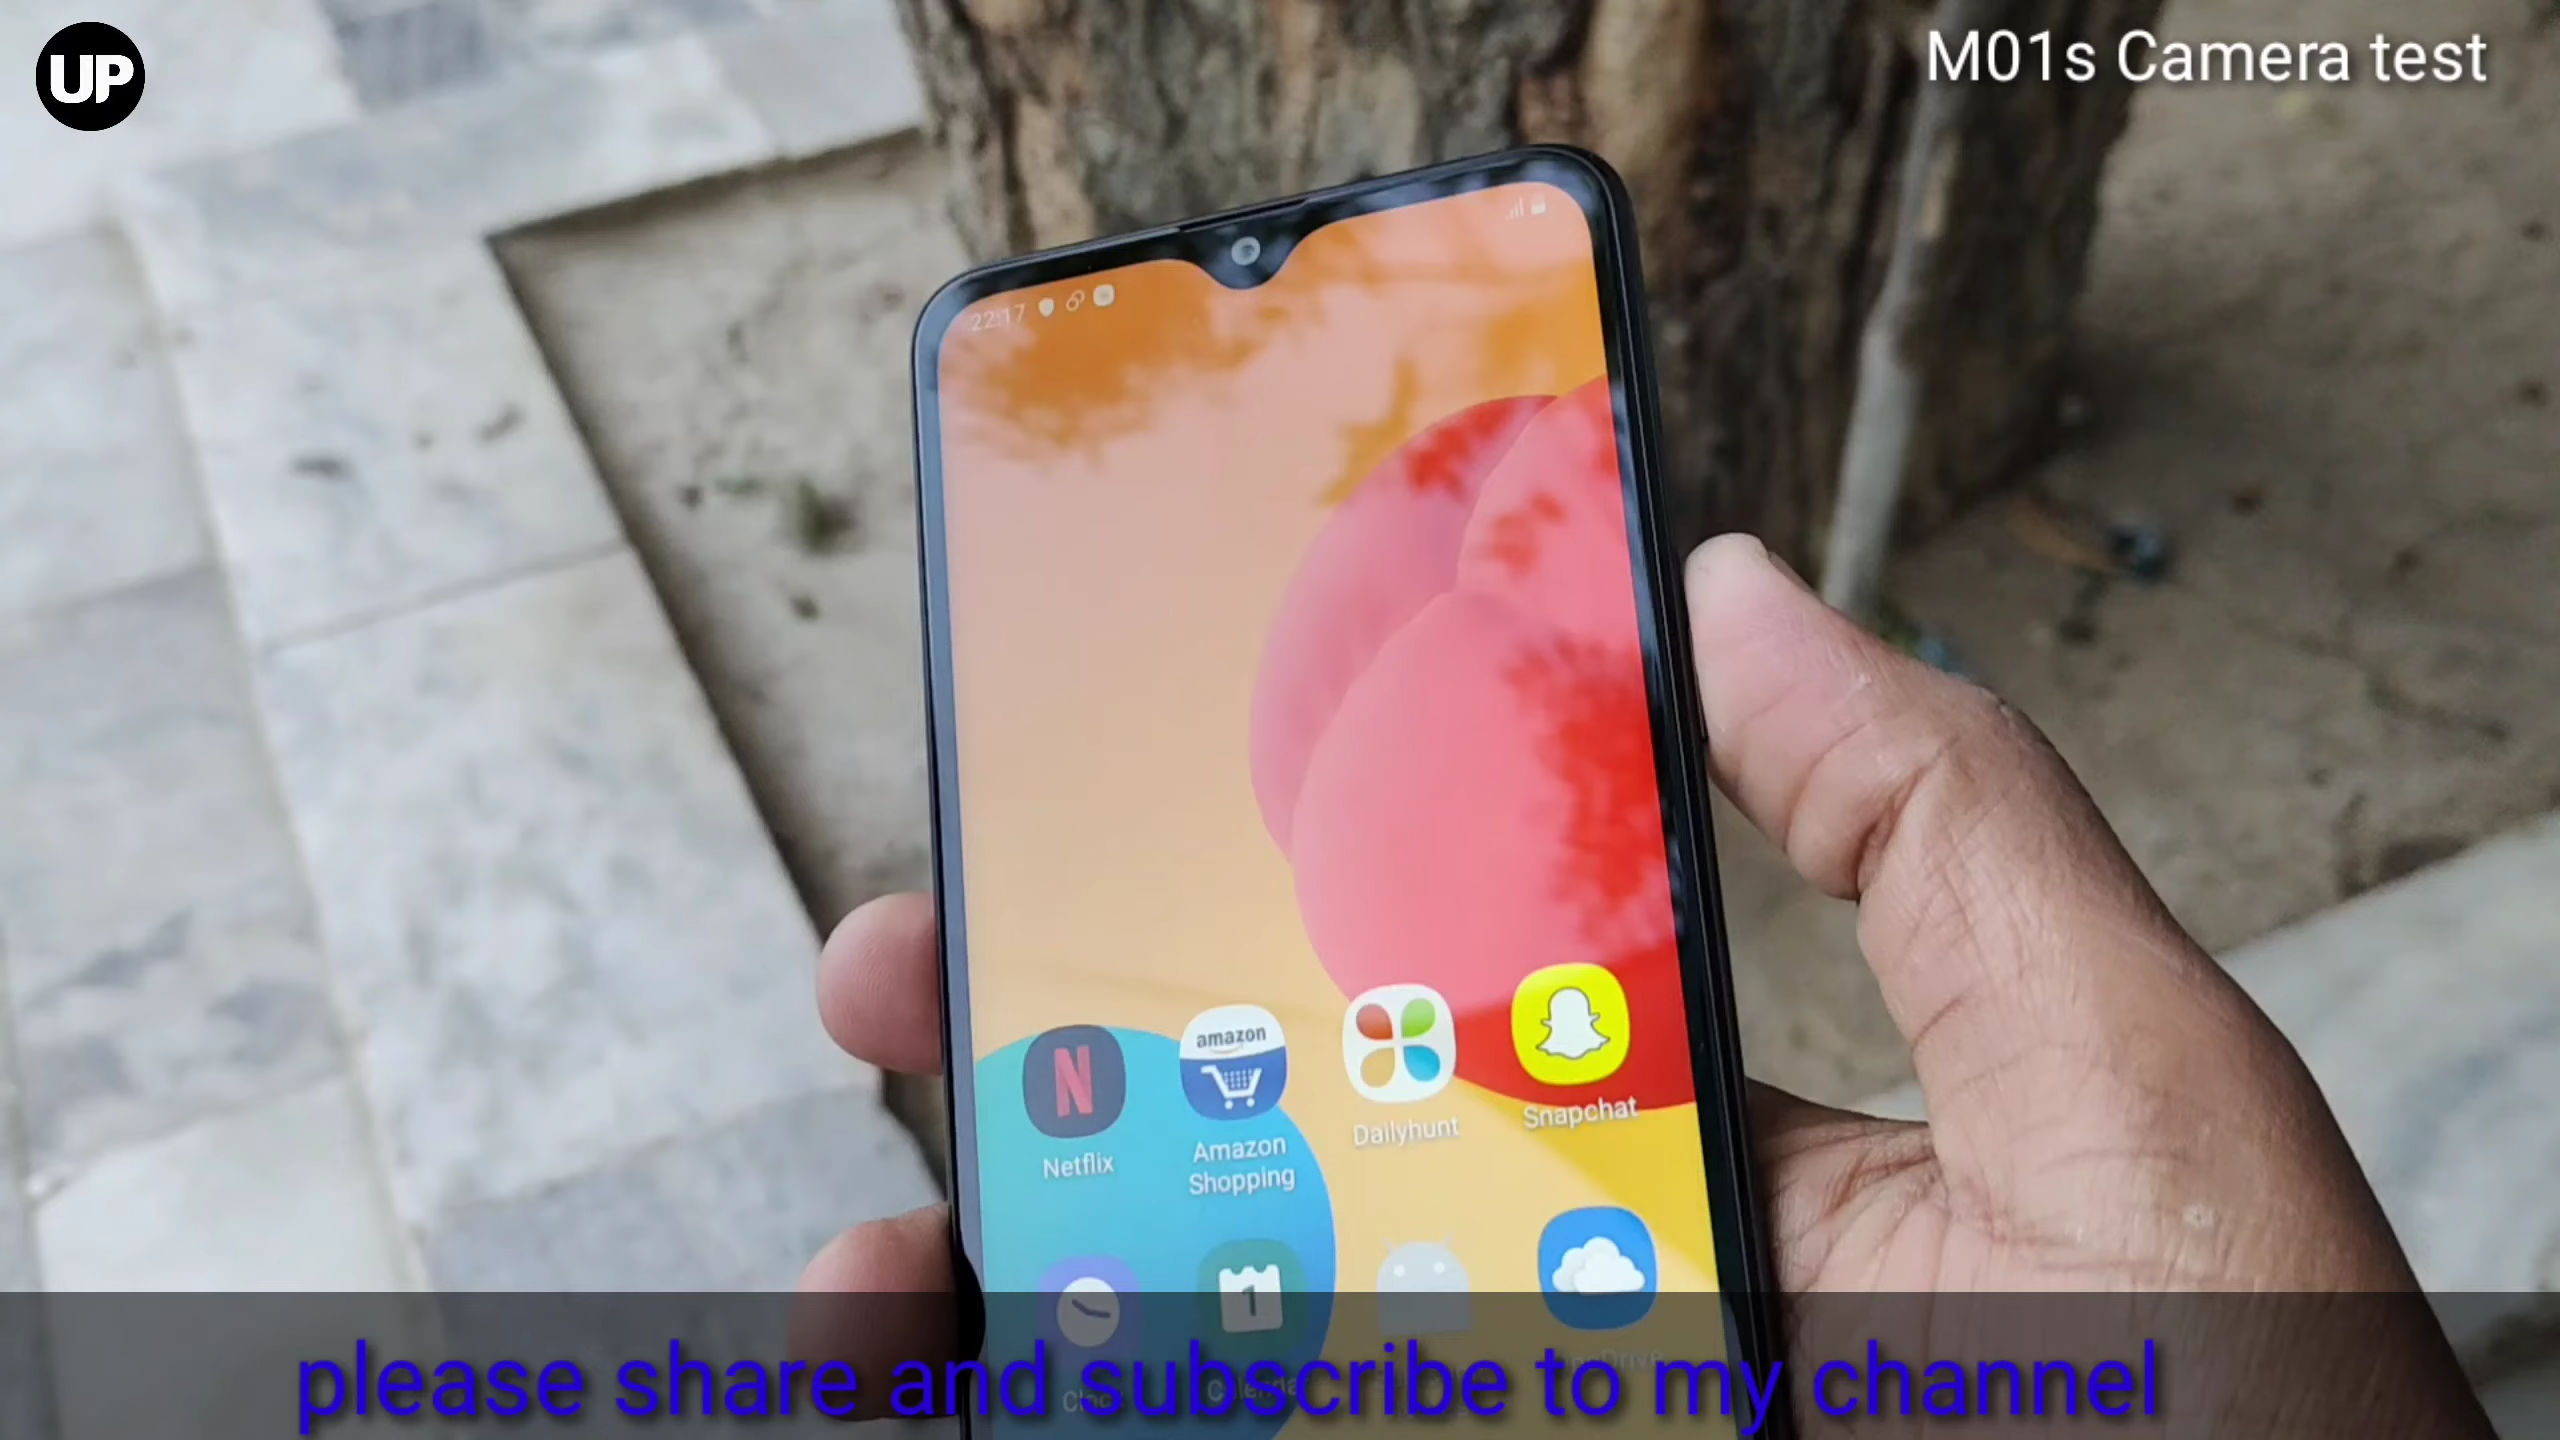 UP
M01s Camera test
22:17
amazon
N
Netflix
Amazon
Shopping
Dailyhunt
Snapchat
1
please share and subscribe to my channel